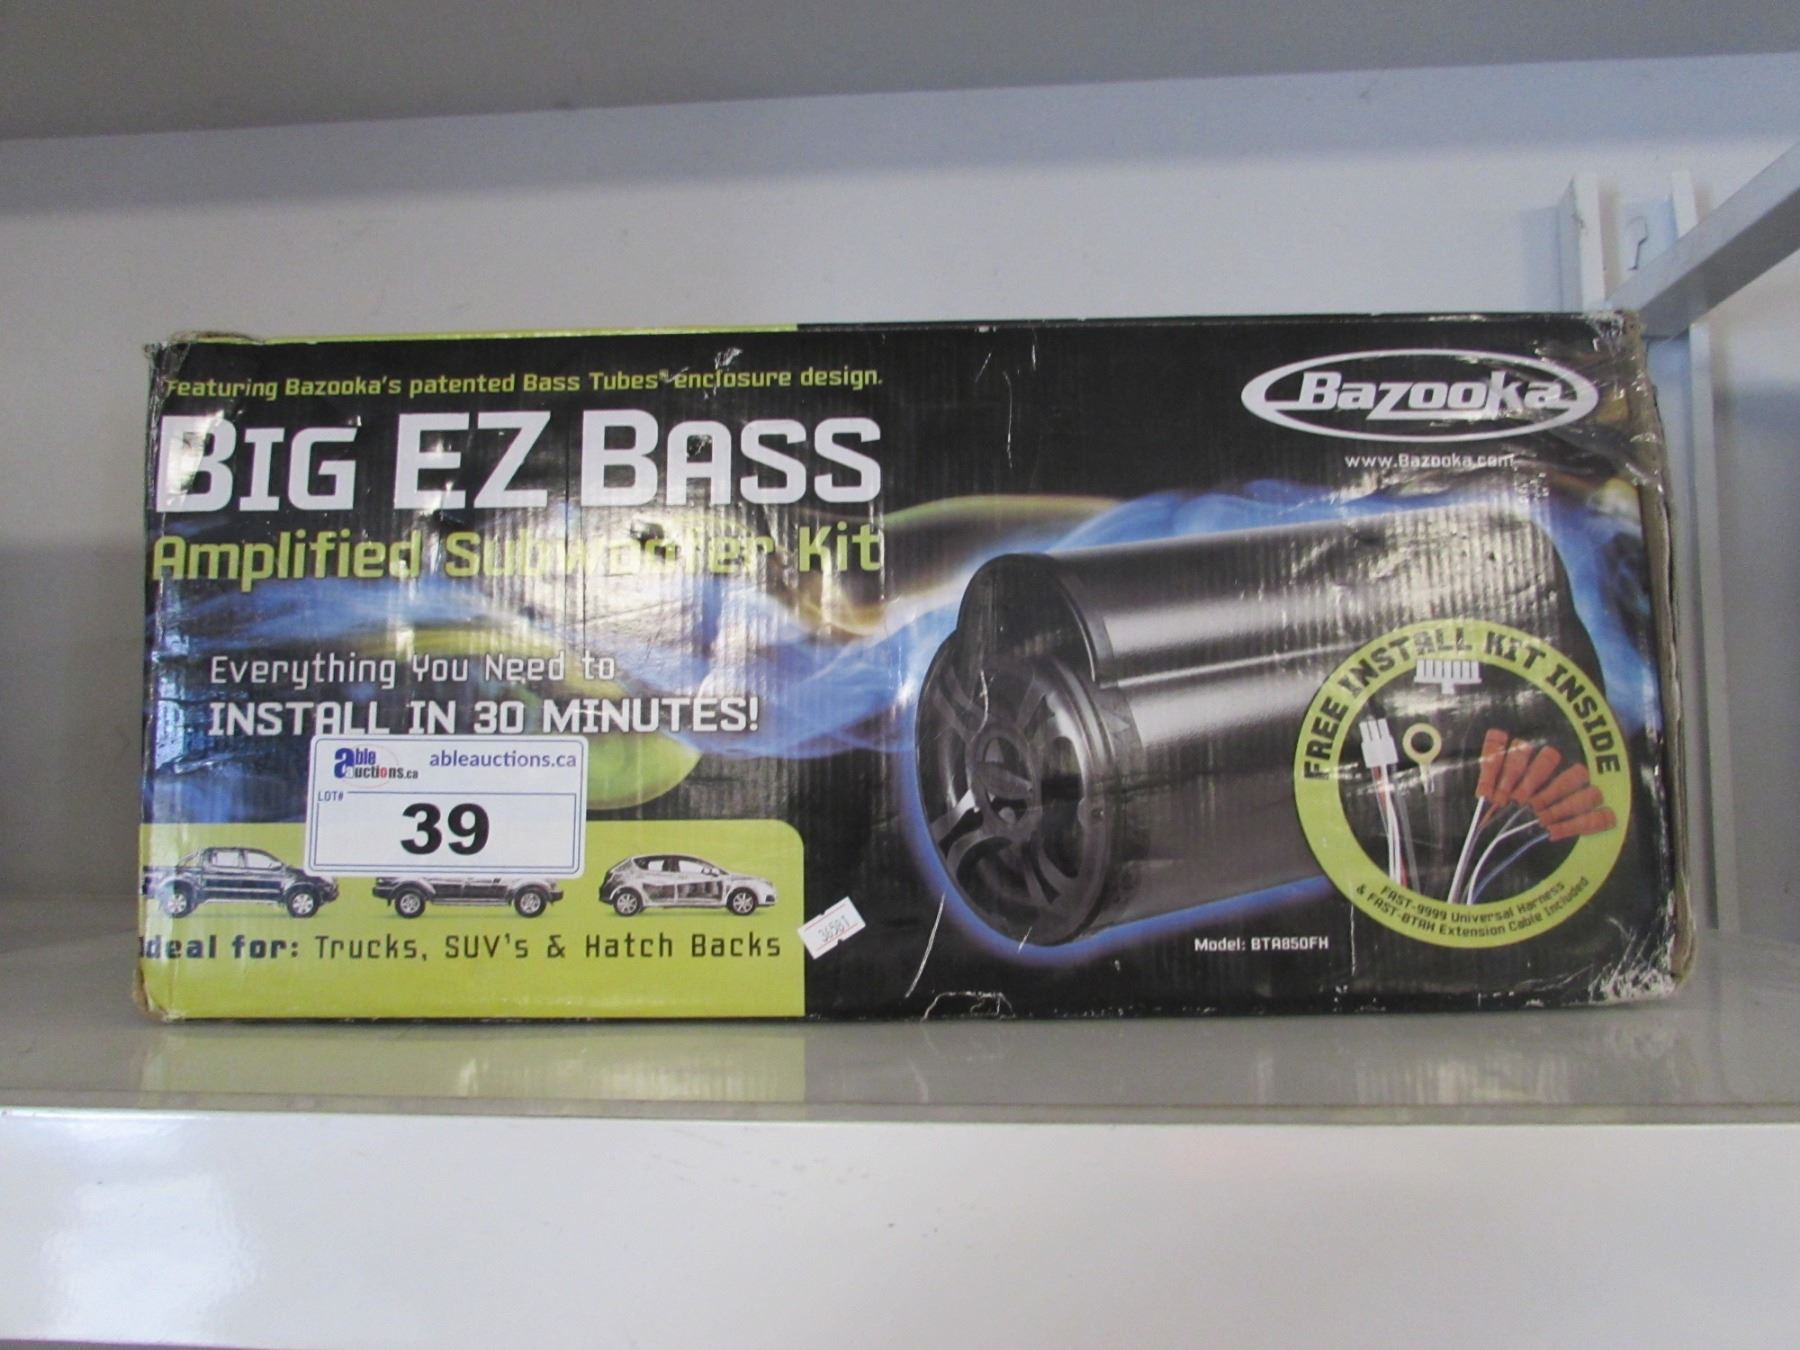 Featuring Bazooka's patented Bass Tubes® enclosure design.
BIG EZ BASS
Amplified Subwoofer Kit
Everything You Need to
INSTALL IN 30 MINUTES!
able auctions.ca
ableauctions.ca
LOT#
39
Ideal for: Trucks, SUV's & Hatch Backs
36581
Bazooka
www.Bazooka.com
FREE INSTALL KIT INSIDE
FAST-9999 Universal Harness
& FAST-BTAH Extension Cable Included
Model: BTA850FH